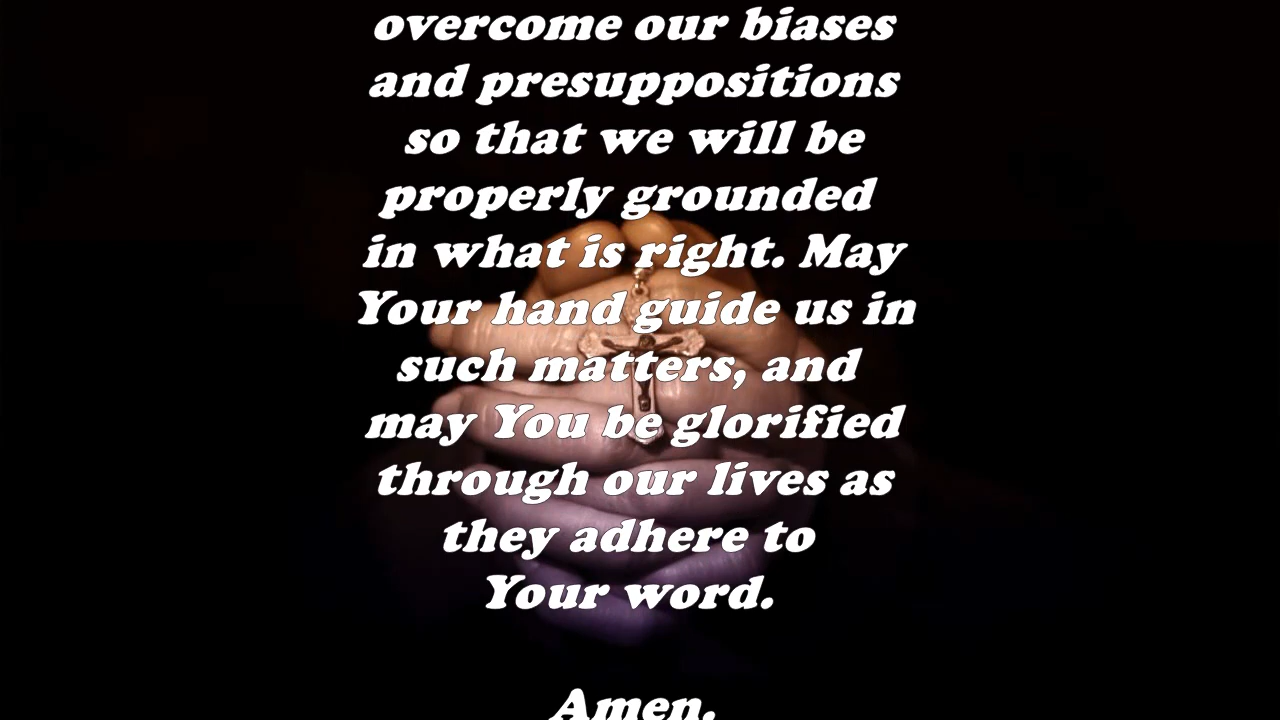 overcome our biases
and presuppositions
so that we will be
properly grounded
in what is right. May
Your hand guide us in
such matters, and
may You be glorified
through our lives as
they adhere to
Your word.
Amen.